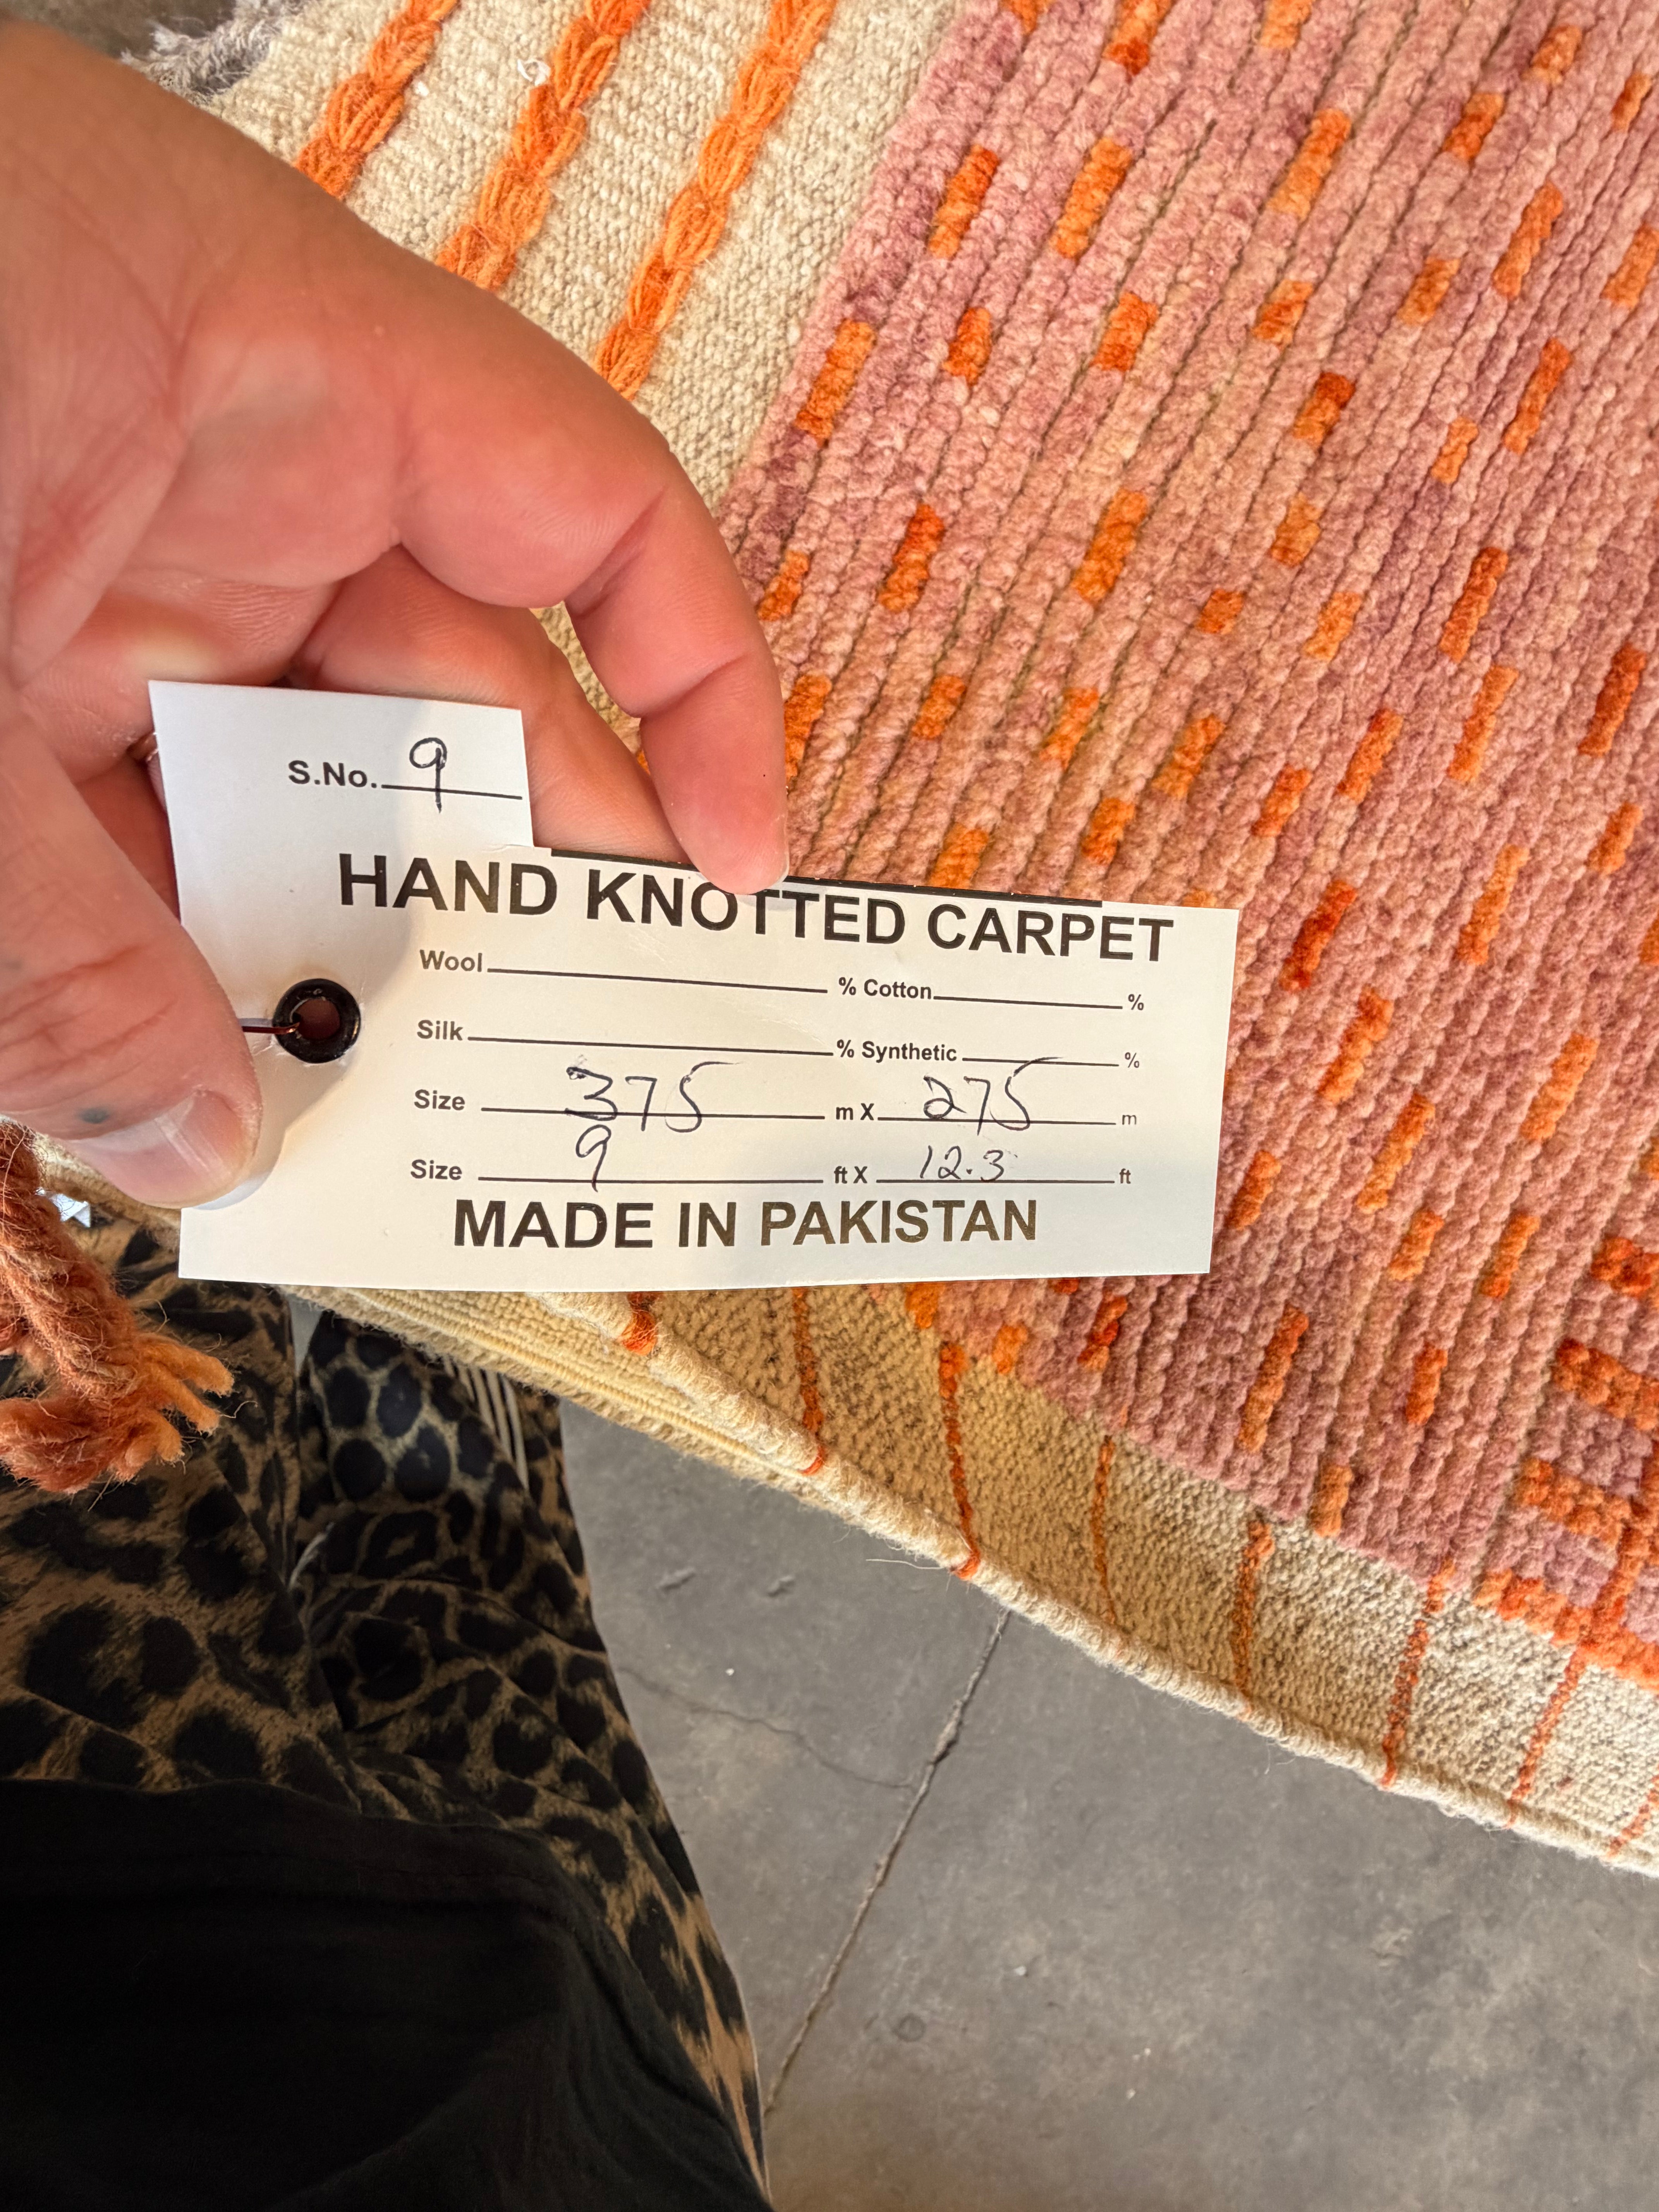 S.No. 9
HAND KNOTTED CARPET
Wool % Cotton %
Silk % Synthetic %
Size 375 m X 275 m
Size 9 ft X 12.3 ft
MADE IN PAKISTAN